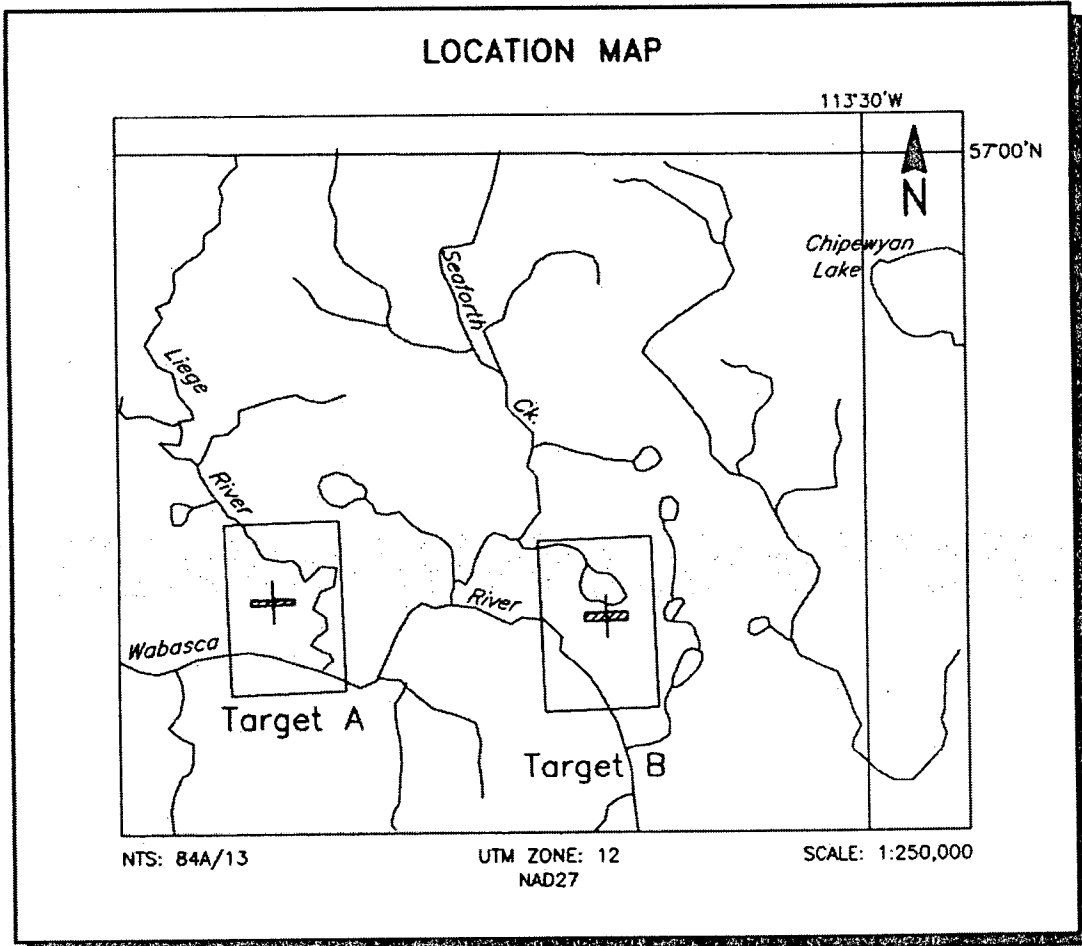 LOCATION MAP
113°30'W
57°00'N
N
Chipewyan
Lake
Seaforth
Ck.
Liege
River
River
Wabasca
Target A
Target B
NTS: 84A/13
UTM ZONE: 12
SCALE: 1:250,000
NAD27